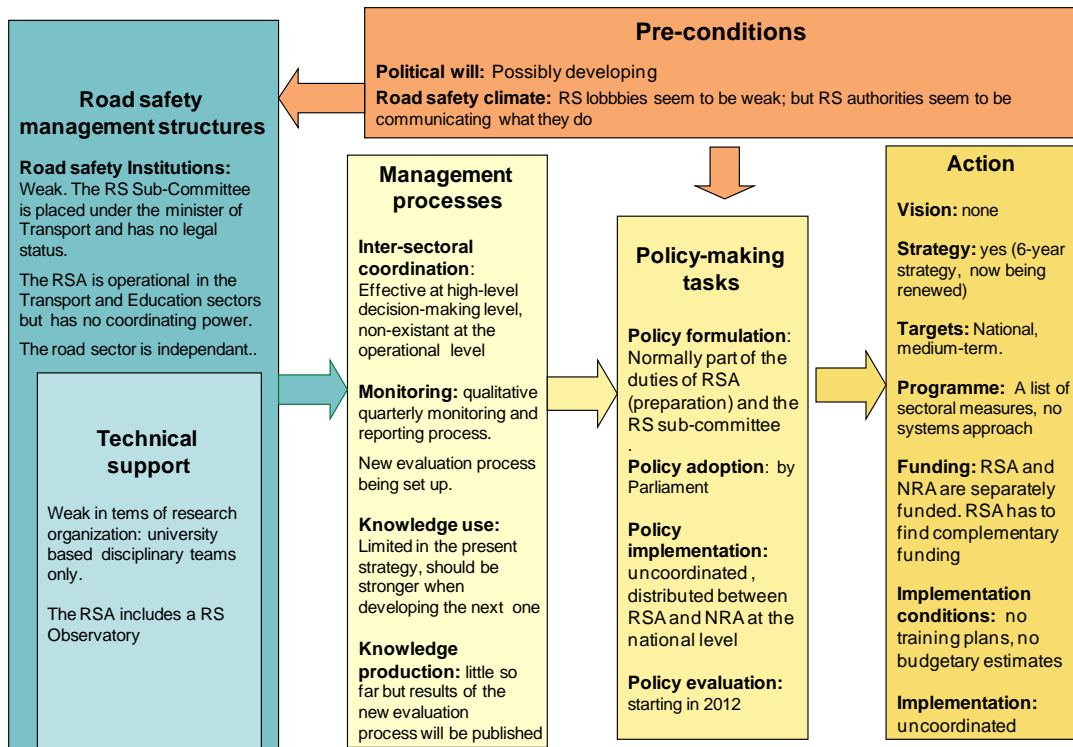 Pre-conditions
Political will: Possibly developing
Road safety climate: RS lobbbies seem to be weak; but RS authorities seem to be
communicating what they do
Road safety
management structures
Road safety Institutions:
Weak. The RS Sub-Committee
is placed under the minister of
Transport and has no legal
status.
The RSA is operational in the
Transport and Education sectors
but has no coordinating power.
The road sector is independant..
Technical
support
Weak in tems of research
organization: university
based disciplinary teams
only.
The RSA includes a RS
Observatory
Management
processes
Inter-sectoral
coordination:
Effective at high-level
decision-making level,
non-existant at the
operational level
Monitoring: qualitative
quarterly monitoring and
reporting process.
New evaluation process
being set up.
Knowledge use:
Limited in the present
strategy, should be
stronger when
developing the next one
Knowledge
production: little so
far but results of the
new evaluation
process will be published
Policy-making
tasks
Policy formulation:
Normally part of the
duties of RSA
(preparation) and the
RS sub-committee
.
Policy adoption: by
Parliament
Policy
implementation:
uncoordinated ,
distributed between
RSA and NRA at the
national level
Policy evaluation:
starting in 2012
Action
Vision: none
Strategy: yes (6-year
strategy, now being
renewed)
Targets: National,
medium-term.
Programme: A list of
sectoral measures, no
systems approach
Funding: RSA and
NRA are separately
funded. RSA has to
find complementary
funding
Implementation
conditions: no
training plans, no
budgetary estimates
Implementation:
uncoordinated